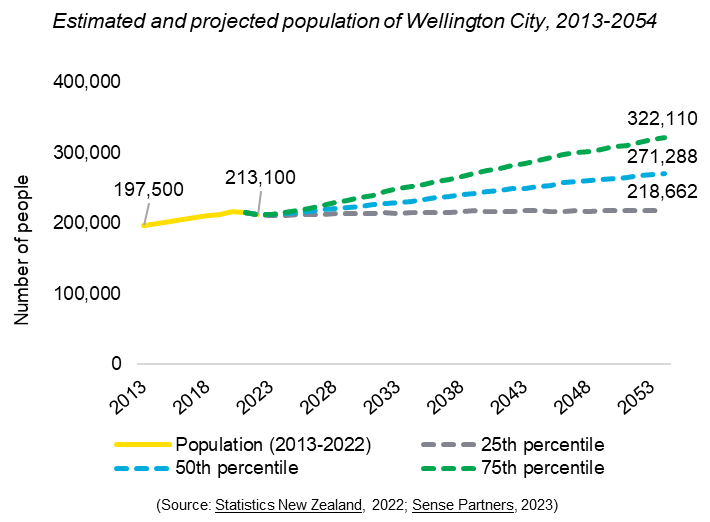 Estimated and projected population of Wellington City, 2013-2054
400,000
322,110
300,000
271,288
197,500
213,100
218,662
200,000
100,000
0
Number of people
2013
2018
2023
2028
2033
2038
2043
2048
2053
Population (2013-2022)
25th percentile
50th percentile
75th percentile
(Source: Statistics New Zealand, 2022; Sense Partners, 2023)